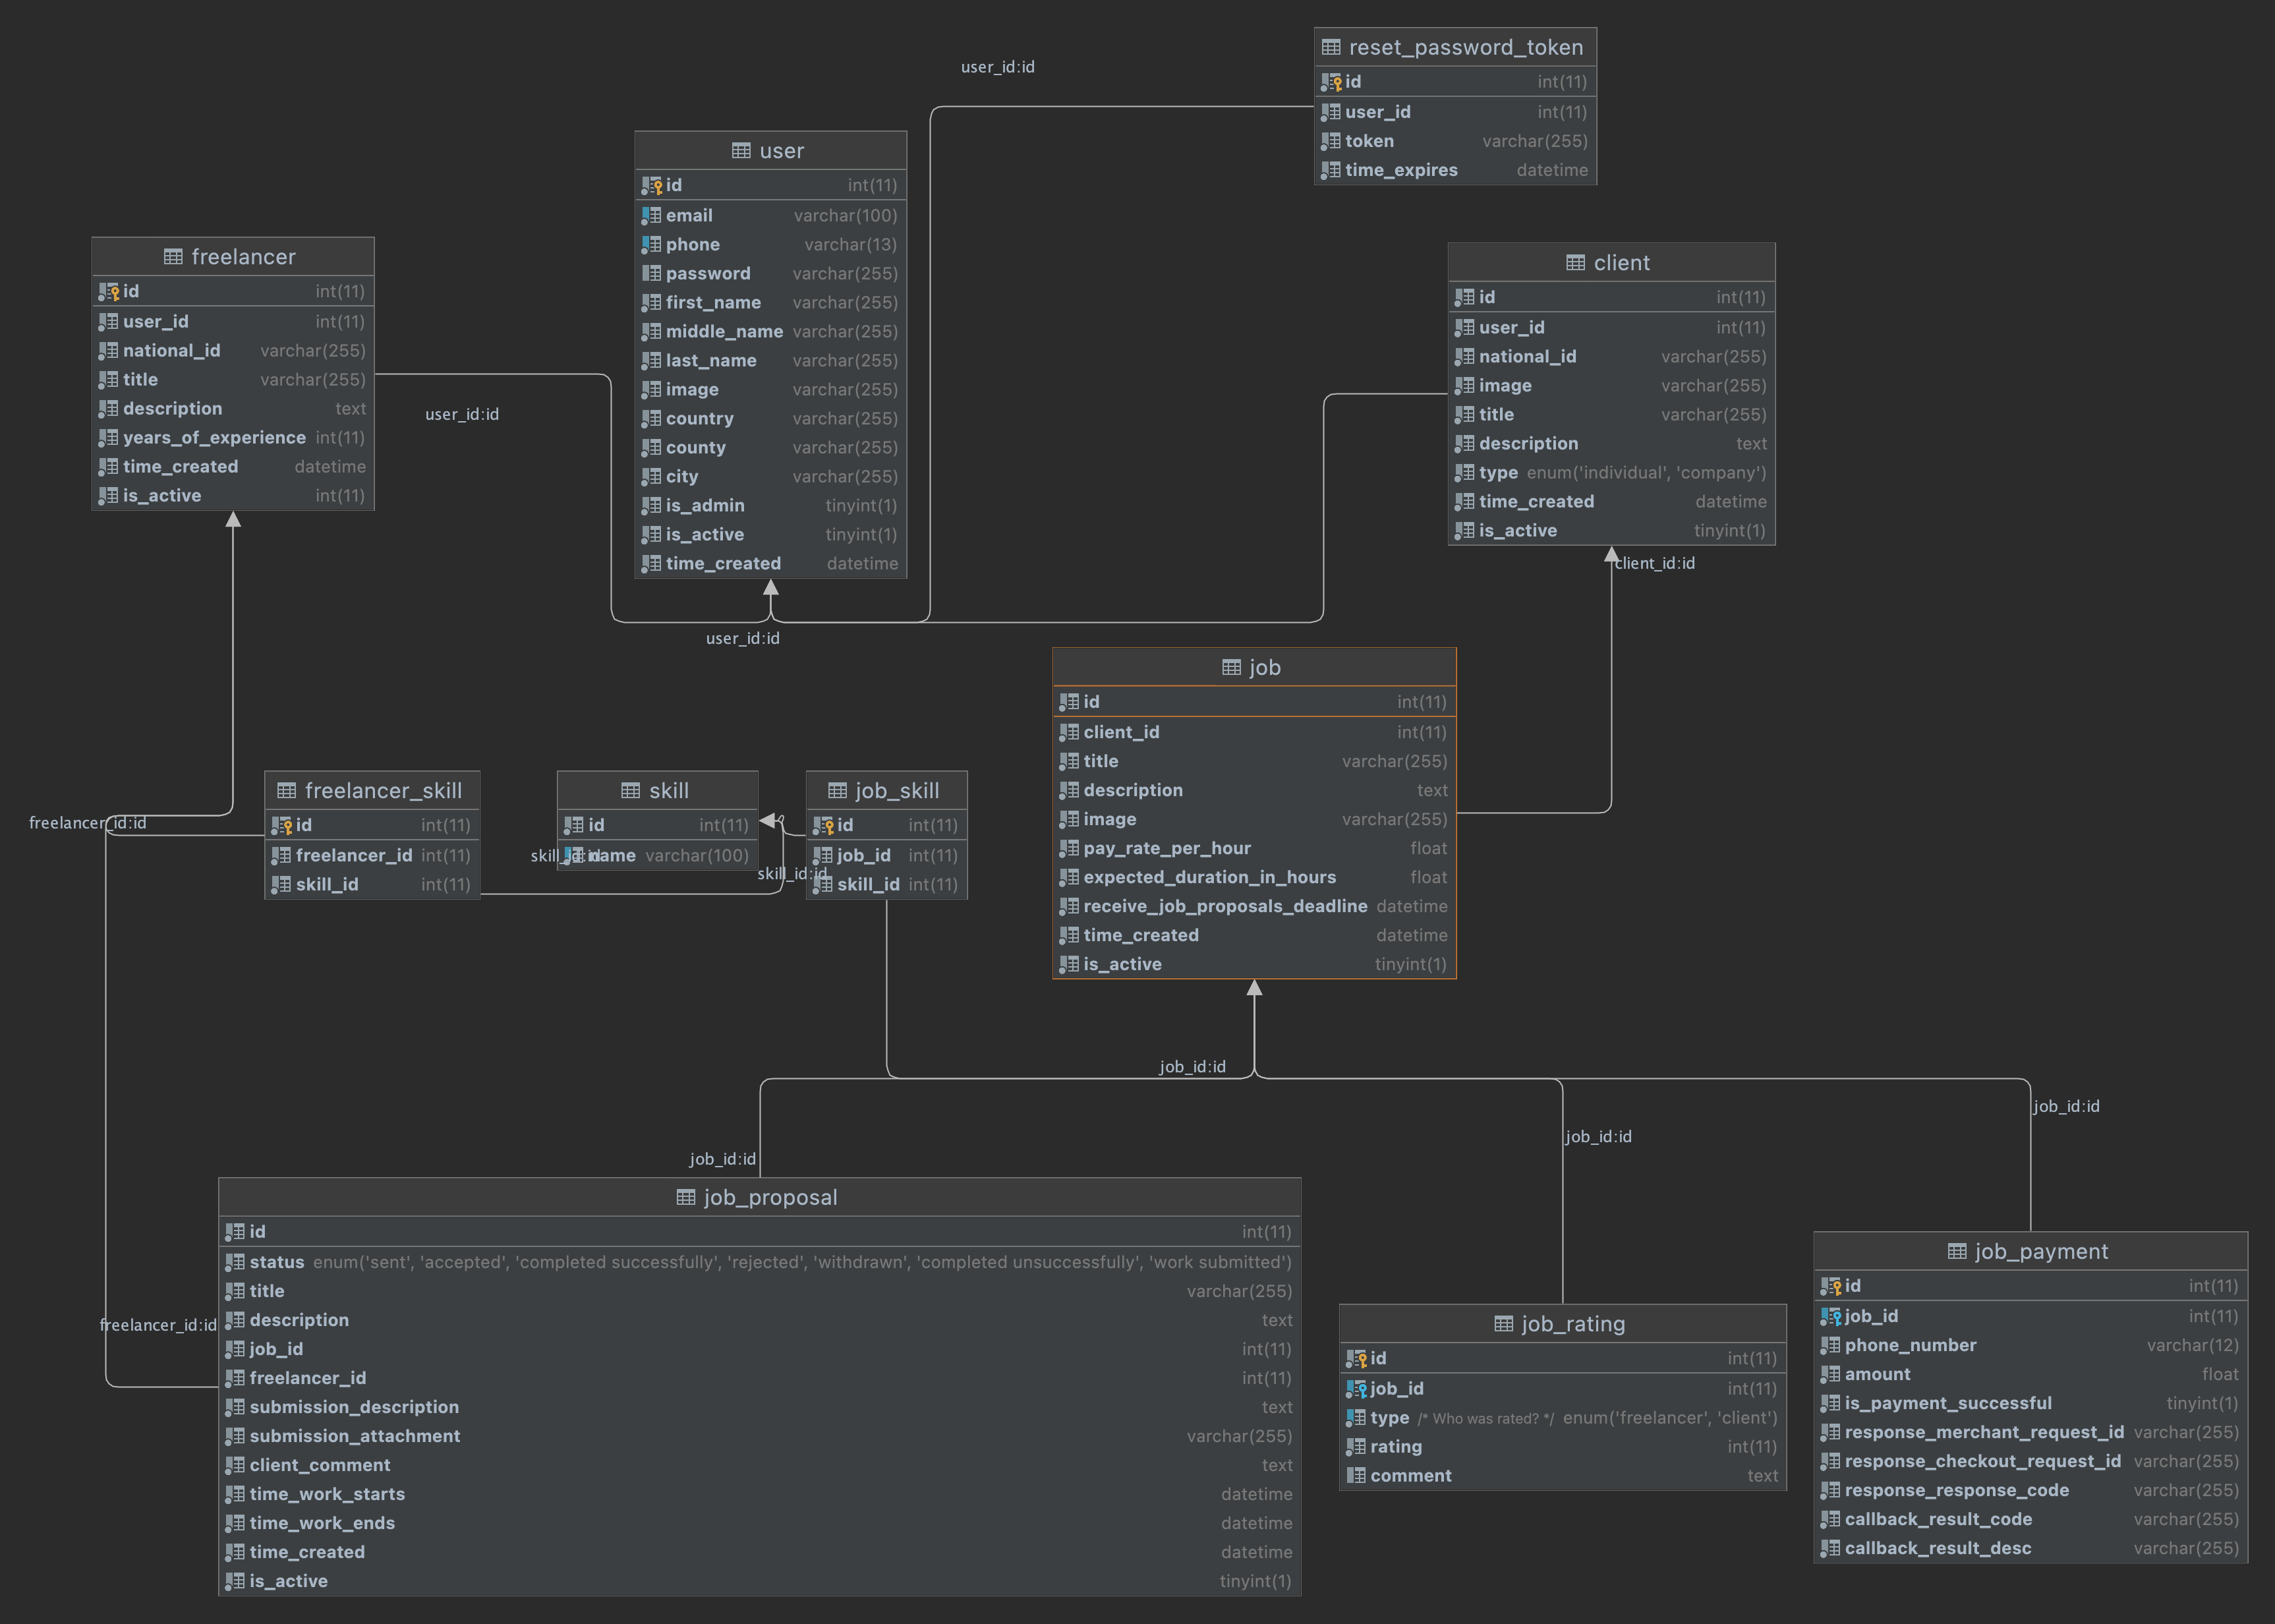 reset_password_token
id int(11)
user_id int(11)
token varchar(255)
time_expires datetime
user_id:id
user
id int(11)
email varchar(100)
phone varchar(13)
password varchar(255)
first_name varchar(255)
middle_name varchar(255)
last_name varchar(255)
image varchar(255)
country varchar(255)
county varchar(255)
city varchar(255)
is_admin tinyint(1)
is_active tinyint(1)
time_created datetime
freelancer
id int(11)
user_id int(11)
national_id varchar(255)
title varchar(255)
description text
years_of_experience int(11)
time_created datetime
is_active int(11)
user_id:id
client
id int(11)
user_id int(11)
national_id varchar(255)
image varchar(255)
title varchar(255)
description text
type enum('individual', 'company')
time_created datetime
is_active tinyint(1)
client_id:id
user_id:id
job
id int(11)
client_id int(11)
title varchar(255)
description text
image varchar(255)
pay_rate_per_hour float
expected_duration_in_hours float
receive_job_proposals_deadline datetime
time_created datetime
is_active tinyint(1)
freelancer_skill
id int(11)
freelancer_id int(11)
skill_id int(11)
freelancer_id:id
skill
id int(11)
name varchar(100)
skill_id:id
job_skill
id int(11)
job_id int(11)
skill_id int(11)
skill_id:id
job_id:id
job_id:id
job_id:id
job_id:id
job_proposal
id int(11)
status enum('sent', 'accepted', 'completed successfully', 'rejected', 'withdrawn', 'completed unsuccessfully', 'work submitted')
title varchar(255)
description text
job_id int(11)
freelancer_id int(11)
submission_description text
submission_attachment varchar(255)
client_comment text
time_work_starts datetime
time_work_ends datetime
time_created datetime
is_active tinyint(1)
freelancer_id:id
job_rating
id int(11)
job_id int(11)
type /* Who was rated? */ enum('freelancer', 'client')
rating int(11)
comment text
job_payment
id int(11)
job_id int(11)
phone_number varchar(12)
amount float
is_payment_successful tinyint(1)
response_merchant_request_id varchar(255)
response_checkout_request_id varchar(255)
response_response_code varchar(255)
callback_result_code varchar(255)
callback_result_desc varchar(255)